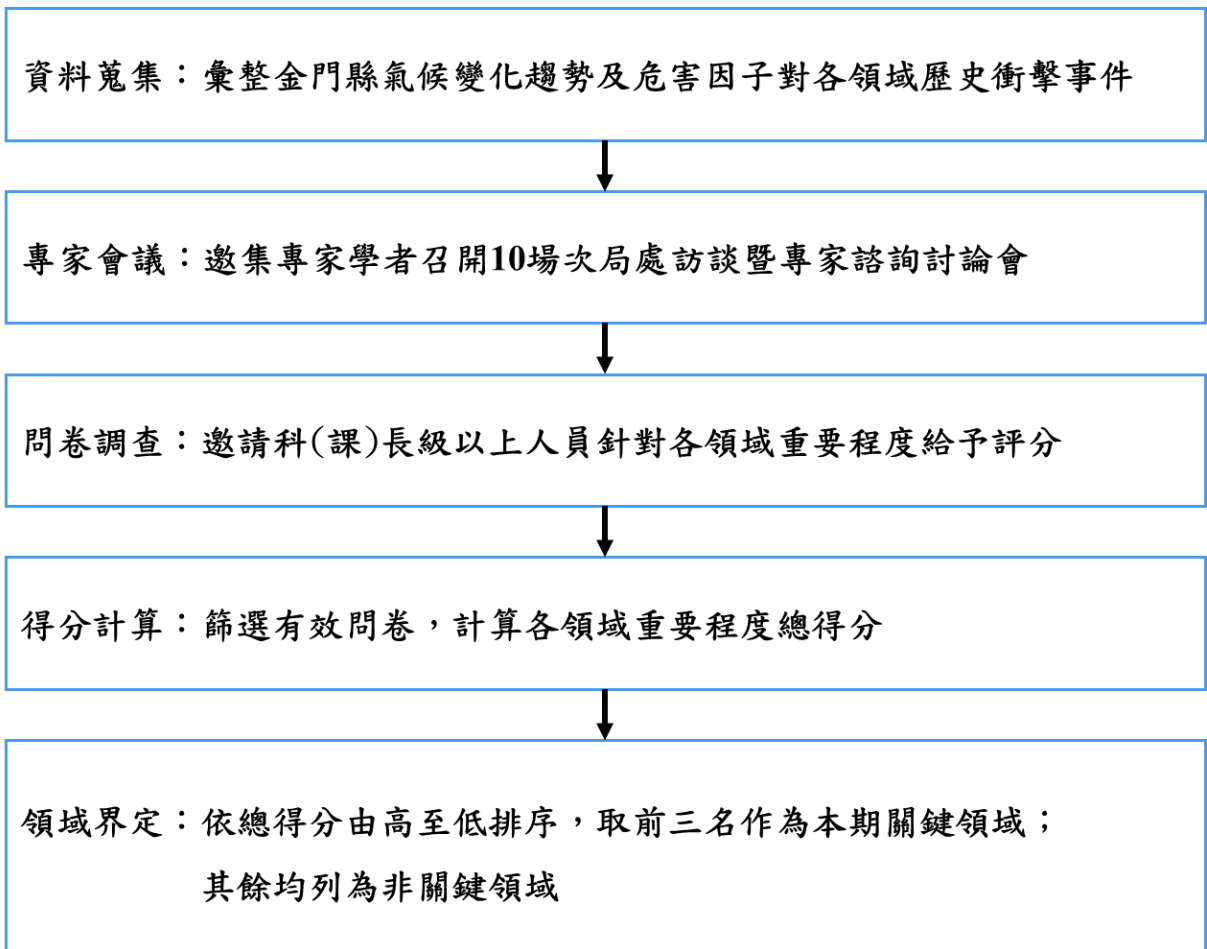 資料蒐集：彙整金門縣氣候變化趨勢及危害因子對各領域歷史衝擊事件
專家會議：邀集專家學者召開10場次局處訪談暨專家諮詢討論會
問卷調查：邀請科(課)長級以上人員針對各領域重要程度給予評分
得分計算：篩選有效問卷，計算各領域重要程度總得分
領域界定：依總得分由高至低排序，取前三名作為本期關鍵領域；
其餘均列為非關鍵領域